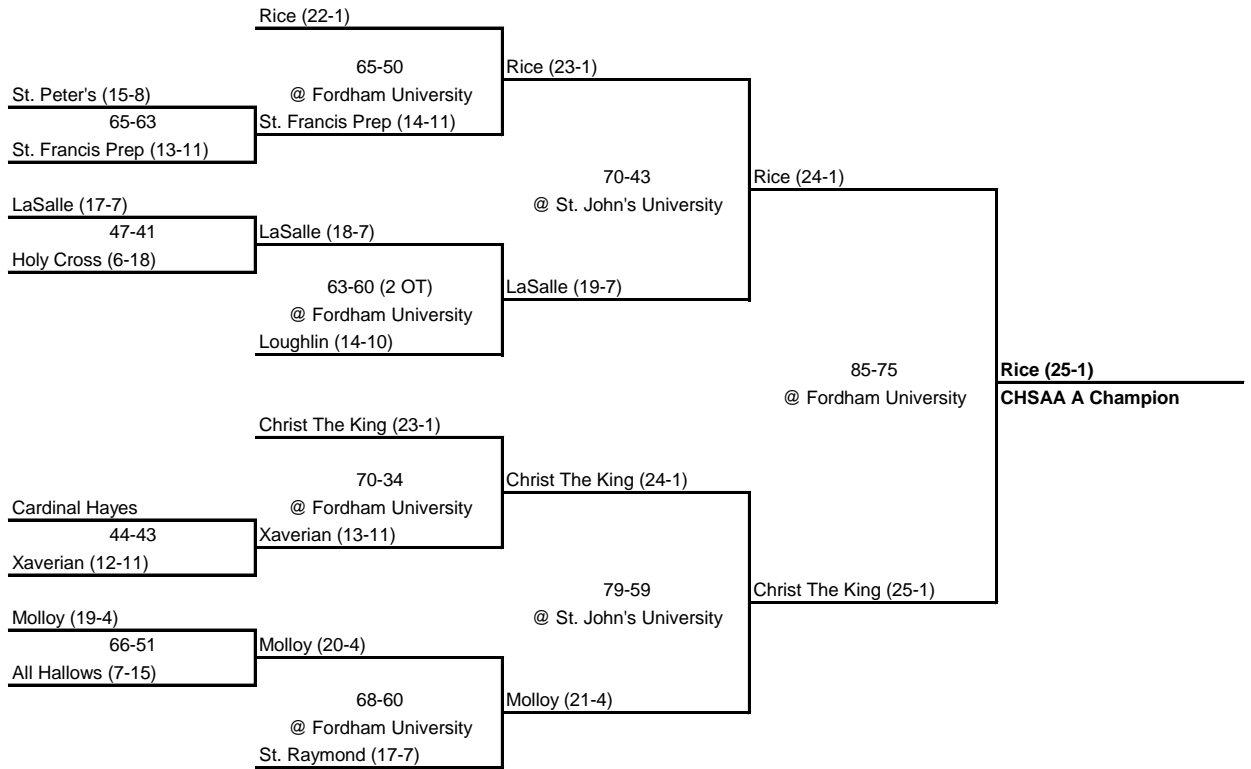 Rice (22-1)
65-50
Rice (23-1)
St. Peter's (15-8)
@ Fordham University
65-63
St. Francis Prep (14-11)
St. Francis Prep (13-11)
70-43
Rice (24-1)
LaSalle (17-7)
@ St. John's University
47-41
LaSalle (18-7)
Holy Cross (6-18)
63-60 (2 OT)
LaSalle (19-7)
@ Fordham University
Loughlin (14-10)
85-75
Rice (25-1)
@ Fordham University
CHSAA A Champion
Christ The King (23-1)
70-34
Christ The King (24-1)
Cardinal Hayes
@ Fordham University
44-43
Xaverian (13-11)
Xaverian (12-11)
79-59
Christ The King (25-1)
Molloy (19-4)
@ St. John's University
66-51
Molloy (20-4)
All Hallows (7-15)
68-60
Molloy (21-4)
@ Fordham University
St. Raymond (17-7)